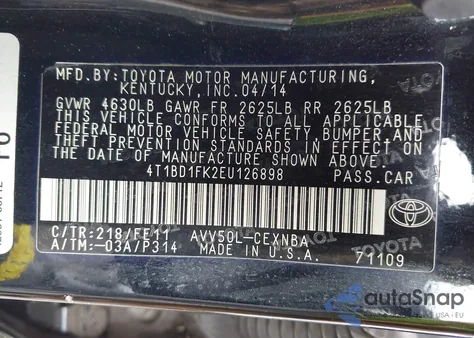 MFD.BY:TOYOTA MOTOR MANUFACTURING,
KENTUCKY, INC. 04/14
GVWR 4630LB GAWR FR 2625LB RR 2625LB
THIS VEHICLE CONFORMS TO ALL APPLICABLE
FEDERAL MOTOR VEHICLE SAFETY, BUMPER, AND
THEFT PREVENTION STANDARDS IN EFFECT ON
THE DATE OF MANUFACTURE SHOWN ABOVE.
4T1BD1FK2EU126898 PASS.CAR
C/TR:218/FE11 AVV50L-CEXNBA
A/TM:-03A/P314 MADE IN U.S.A. 71109
TOYOTA
autoSnap